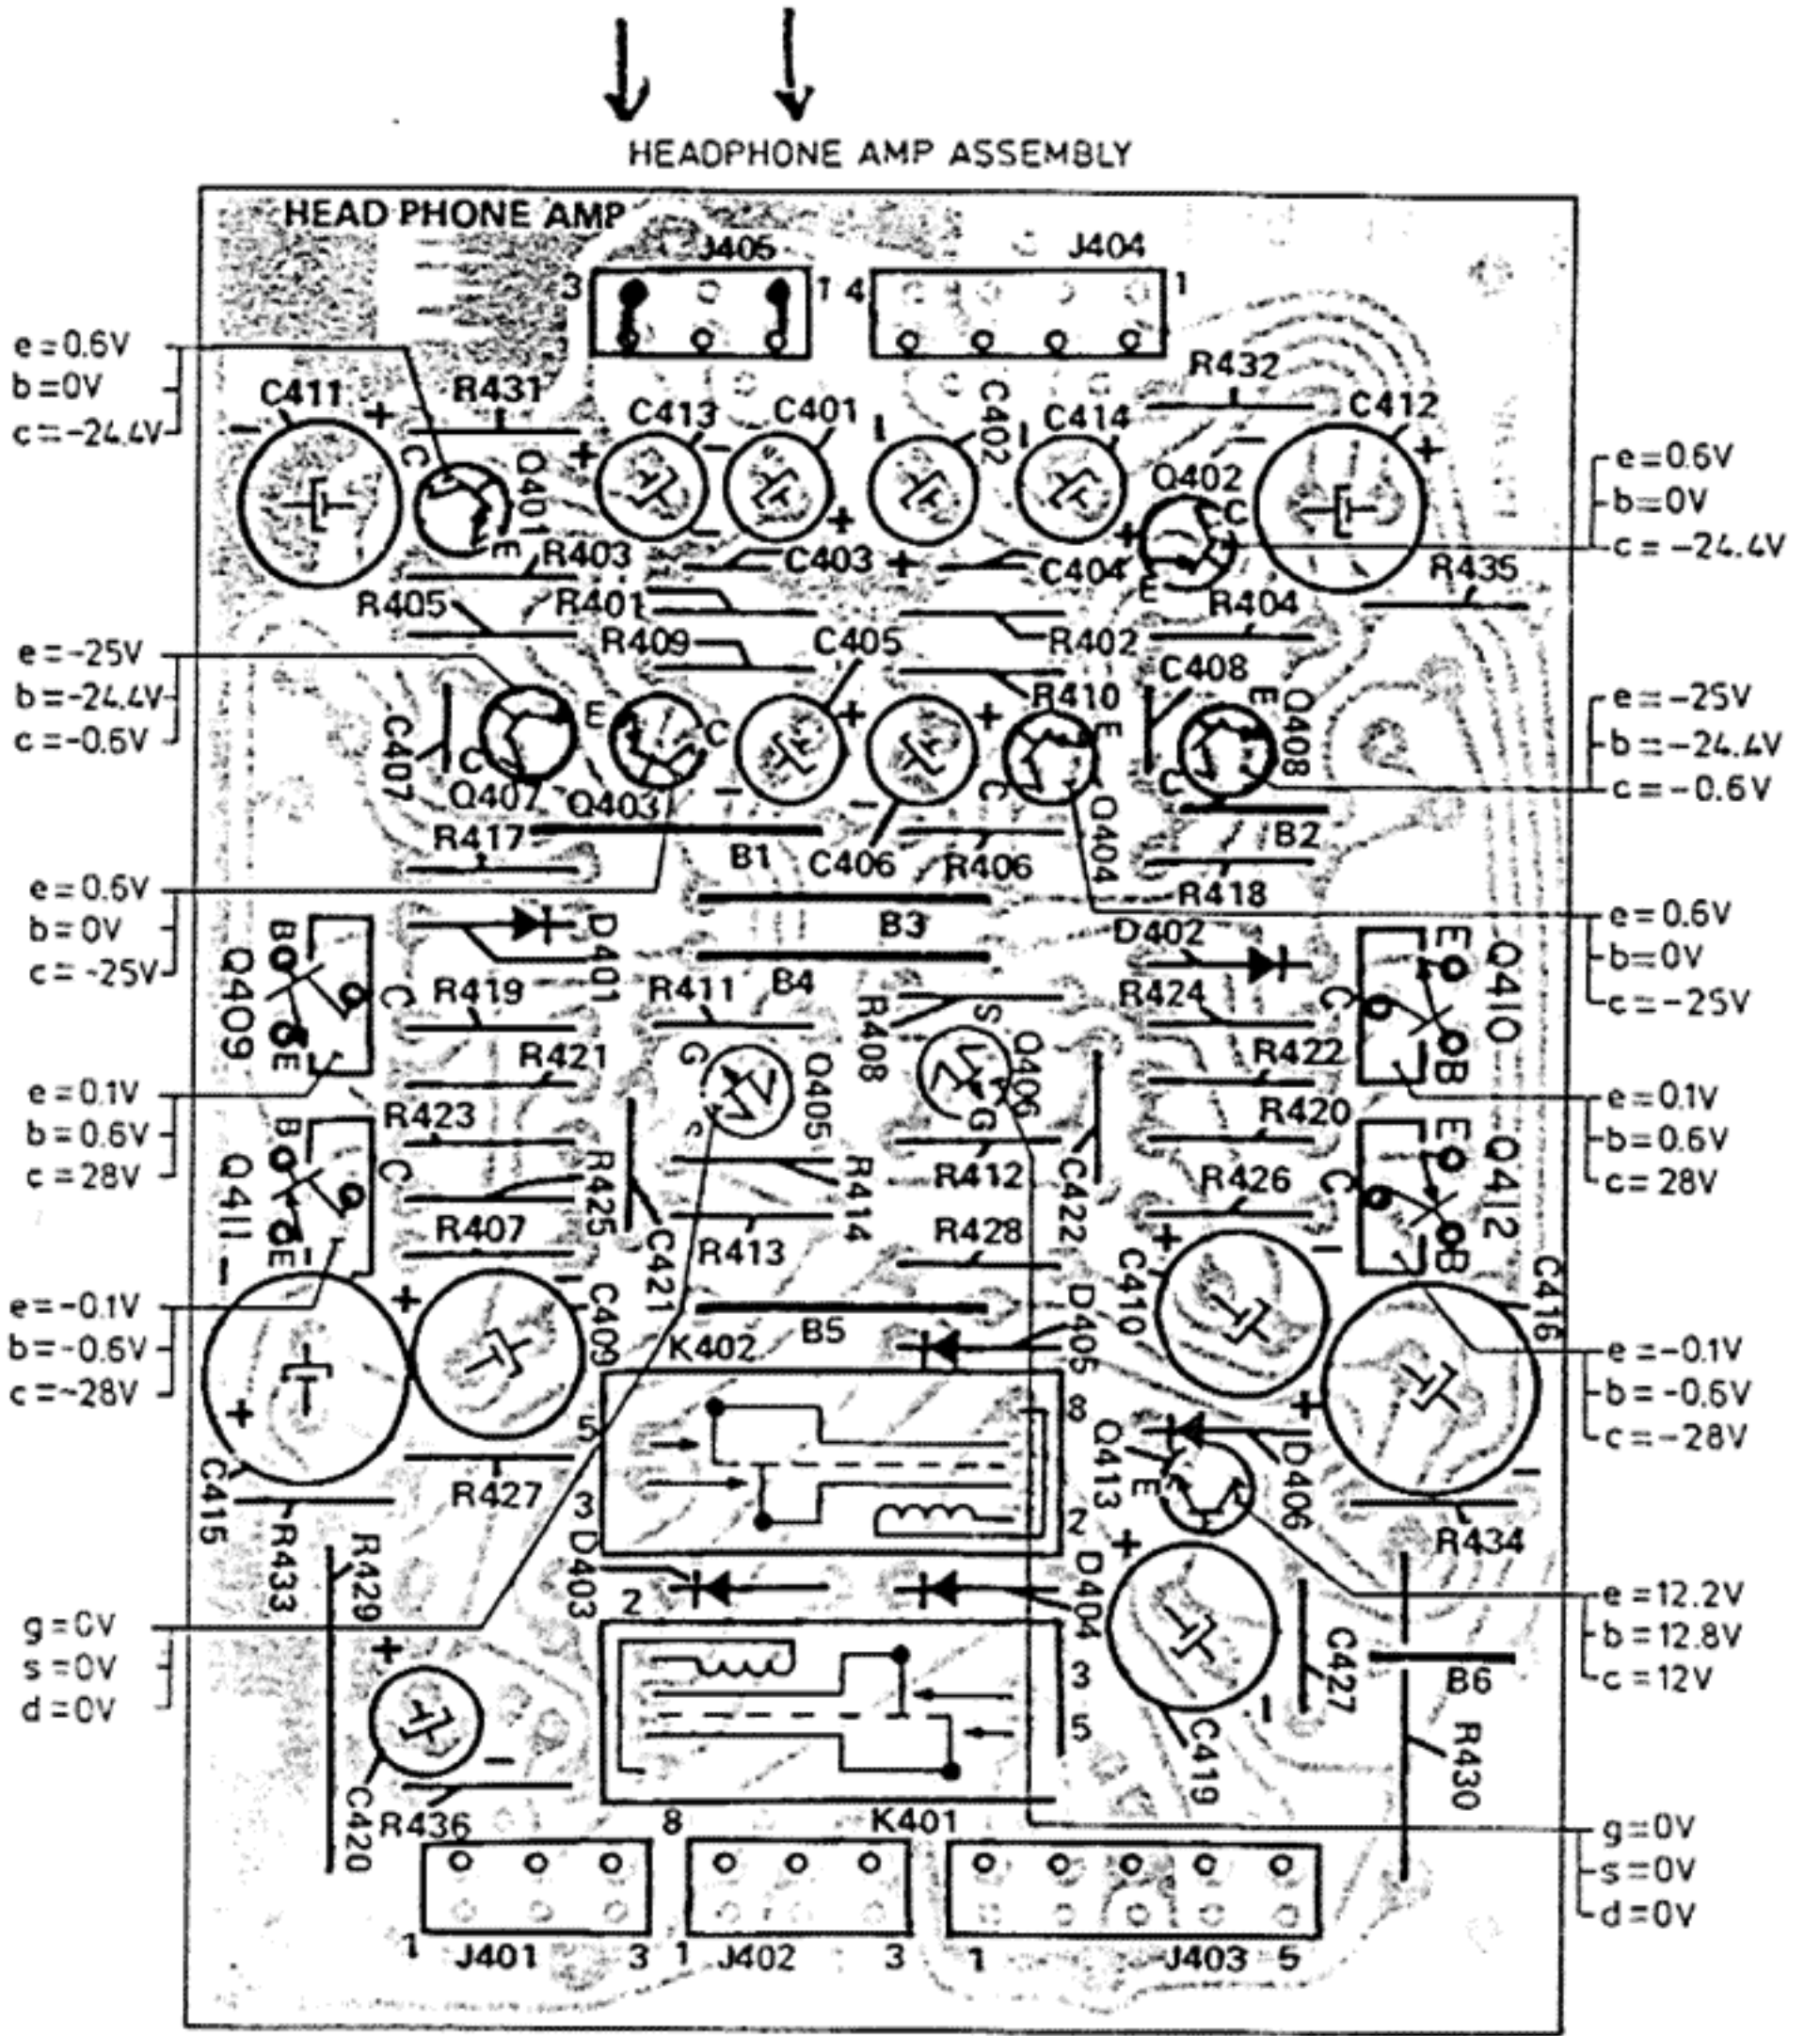 HEADPHONE AMP ASSEMBLY
HEAD PHONE AMP
J405
J404
3
1
4
1
e=0.6V
b=0V
c=-24.4V
C411
+
-
R431
C
Q401
E
C413
+
-
C401
+
C402
+
C414
+
R432
C412
-
+
Q402
C
E
e=0.6V
b=0V
c=-24.4V
R403
C403
C404
R435
R405
R401
R402
R404
R409
C405
R410
C408
e=-25V
b=-24.4V
c=-0.6V
C407
C
E
Q407
Q403
C
+
-
+
-
E
C
Q404
E
Q408
C
e=-25V
b=-24.4V
c=-0.6V
R417
B1
C406
R406
B2
R418
e=0.6V
b=0V
c=-25V
B3
B4
D401
D402
e=0.6V
b=0V
c=-25V
Q409
B
E
C
R419
R411
R408
R424
Q410
E
B
C
R421
G
S
Q405
S
G
Q406
R422
e=0.1V
b=0.6V
c=28V
R423
R420
e=0.1V
b=0.6V
c=28V
Q411
B
E
C
R425
R414
R412
C422
R426
Q412
E
B
C
R407
C421
R413
R428
C410
+
-
C416
e=-0.1V
b=-0.6V
c=-28V
C409
+
-
B5
K402
D405
e=-0.1V
b=-0.6V
c=-28V
C415
+
R427
5
3
8
2
Q413
E
D406
+
-
R434
R433
R429
D403
2
D404
+
e=12.2V
b=12.8V
c=12V
g=0V
s=0V
d=0V
C420
+
-
3
5
C419
-
C427
B6
R430
R436
8
K401
g=0V
s=0V
d=0V
1
J401
3
1
J402
3
1
J403
5